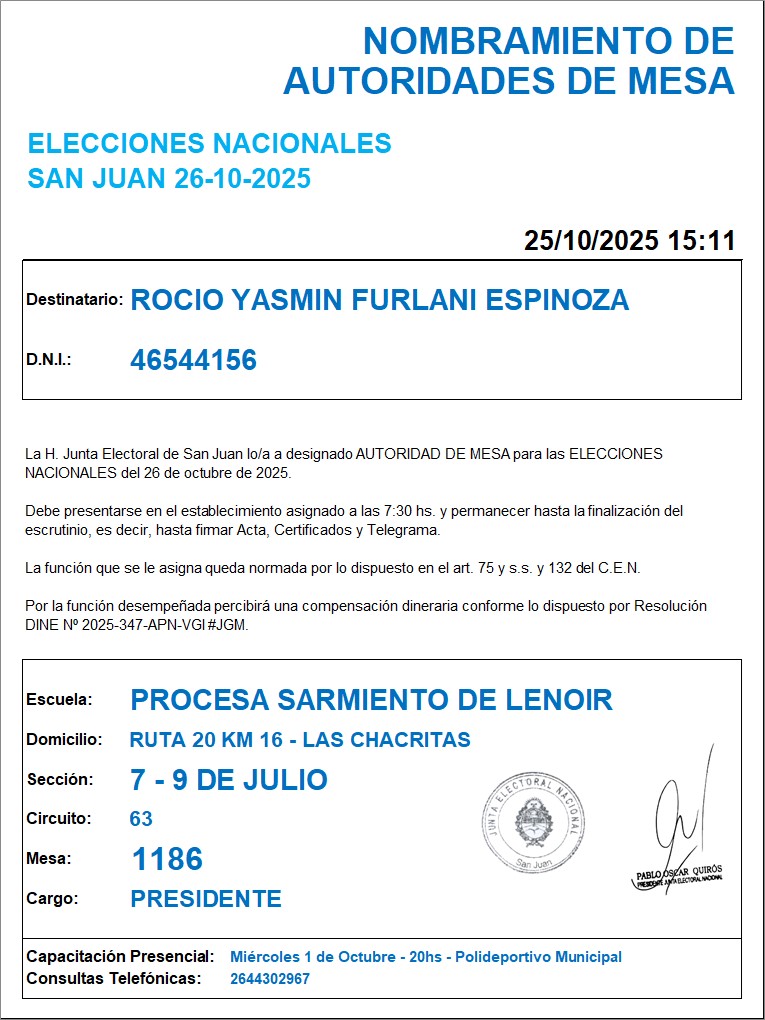 NOMBRAMIENTO DE
AUTORIDADES DE MESA
ELECCIONES NACIONALES
SAN JUAN 26-10-2025
25/10/2025 15:11
Destinatario: ROCIO YASMIN FURLANI ESPINOZA
D.N.I.: 46544156
La H. Junta Electoral de San Juan lo/a a designado AUTORIDAD DE MESA para las ELECCIONES
NACIONALES del 26 de octubre de 2025.
Debe presentarse en el establecimiento asignado a las 7:30 hs. y permanecer hasta la finalización del
escrutinio, es decir, hasta firmar Acta, Certificados y Telegrama.
La función que se le asigna queda normada por lo dispuesto en el art. 75 y s.s. y 132 del C.E.N.
Por la función desempeñada percibirá una compensación dineraria conforme lo dispuesto por Resolución
DINE Nº 2025-347-APN-VGI#JGM.
Escuela: PROCESA SARMIENTO DE LENOIR
Domicilio: RUTA 20 KM 16 - LAS CHACRITAS
Sección: 7 - 9 DE JULIO
Circuito: 63
Mesa: 1186
Cargo: PRESIDENTE
JUNTA ELECTORAL NACIONAL
San Juan
PABLO OSCAR QUIRÓS
PRESIDENTE JUNTA ELECTORAL NACIONAL
Capacitación Presencial: Miércoles 1 de Octubre - 20hs - Polideportivo Municipal
Consultas Telefónicas: 2644302967